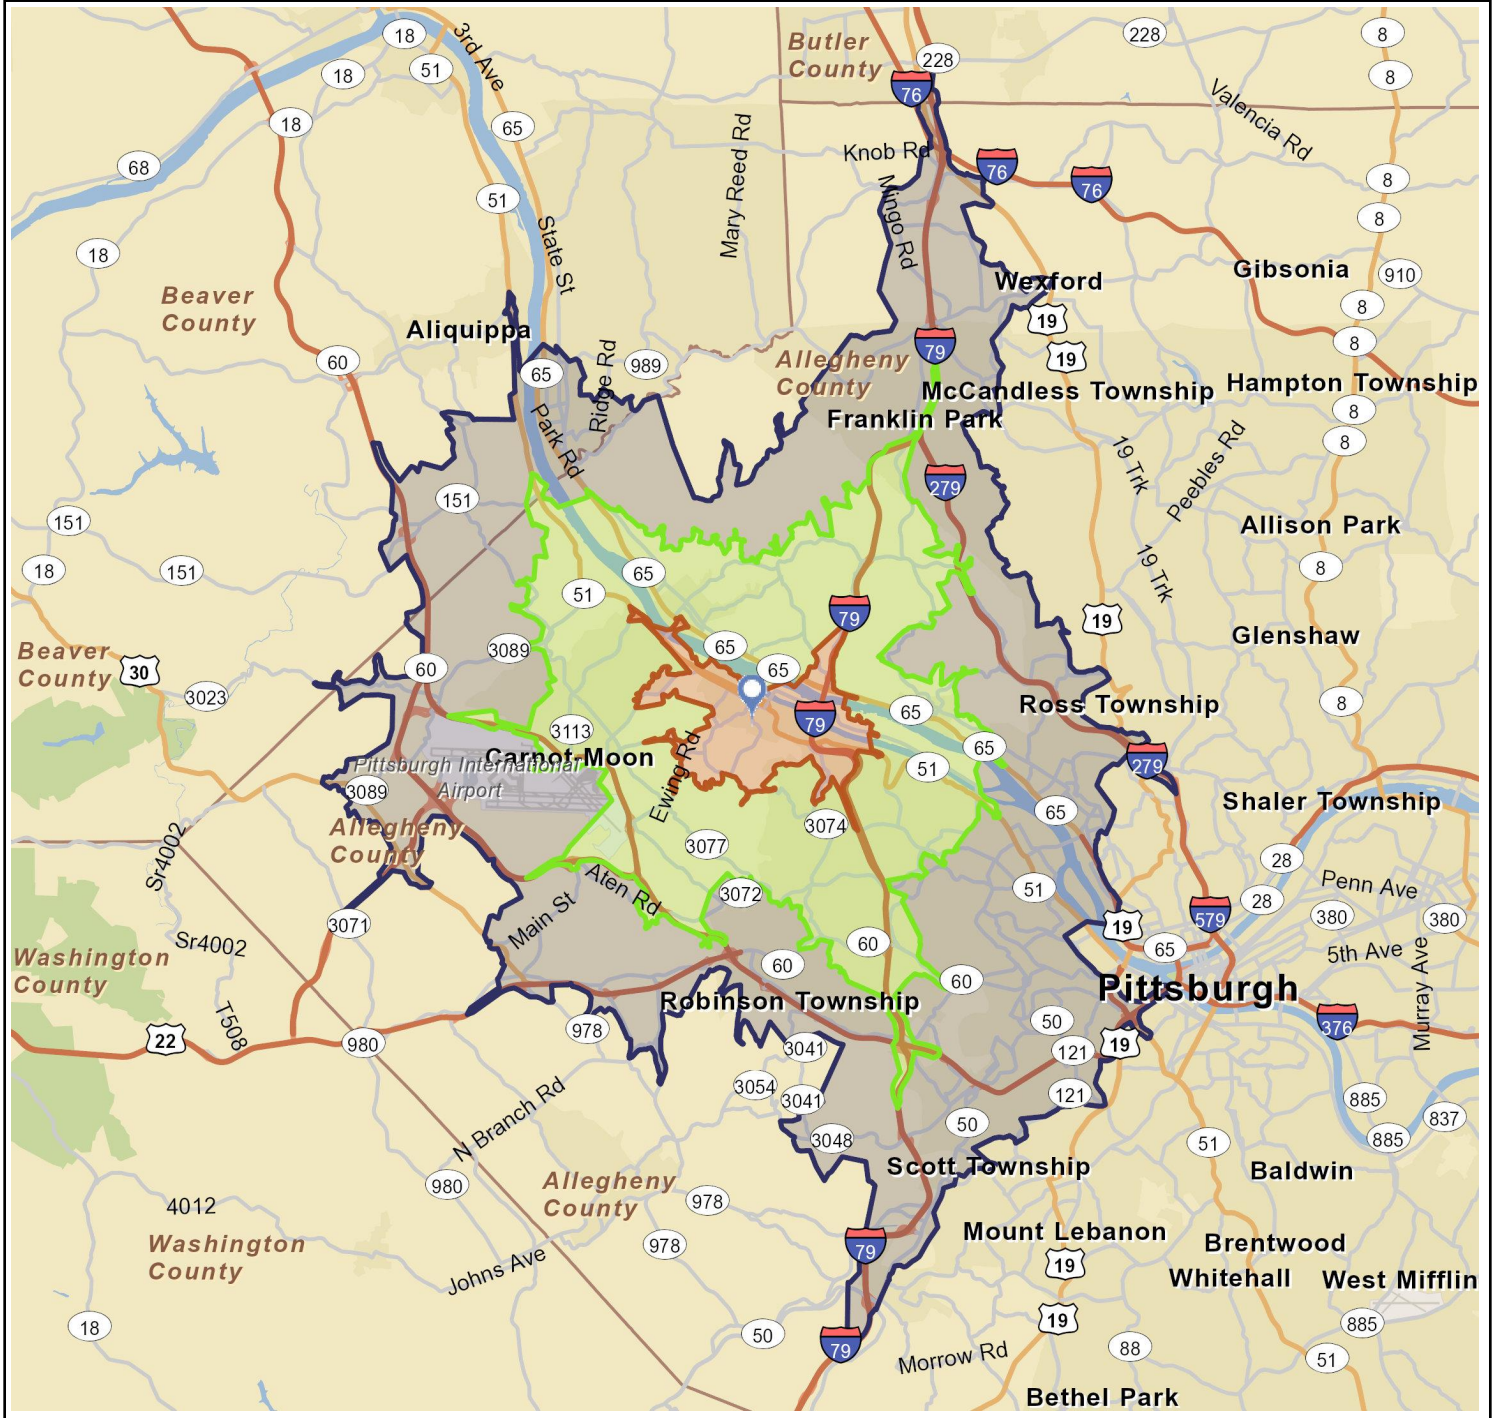 18
3rd Ave
Butler
County
228
228
8
18
51
8
76
Valencia Rd
18
65
68
Knob Rd
76
76
8
Mary Reed Rd
51
Mingo Rd
8
State St
18
Gibsonia
910
Wexford
Beaver
County
8
19
Aliquippa
60
65
Ridge Rd
989
Allegheny
County
79
19
8
McCandless Township
Hampton Township
Franklin Park
8
Park Rd
8
19 Trk
Peebles Rd
279
151
151
Allison Park
18
151
65
8
19 Trk
51
79
19
Glenshaw
Beaver
County
30
3089
65
60
65
3023
8
Ross Township
79
65
3113
Carnot-Moon
65
Pittsburgh International
Airport
51
279
3089
Ewing Rd
Shaler Township
65
3074
Allegheny
County
3077
Sr4002
28
Aten Rd
51
Penn Ave
3072
28
Main St
380
380
3071
19
579
Sr4002
60
65
5th Ave
Washington
County
60
60
Murray Ave
Pittsburgh
Robinson Township
T508
978
50
376
22
980
3041
121
19
3054
3041
121
885
837
N Branch Rd
50
3048
885
51
Scott Township
Baldwin
Allegheny
County
980
978
4012
Mount Lebanon
Washington
County
978
79
Brentwood
19
Whitehall
West Mifflin
Johns Ave
19
885
18
50
79
Morrow Rd
88
51
Bethel Park